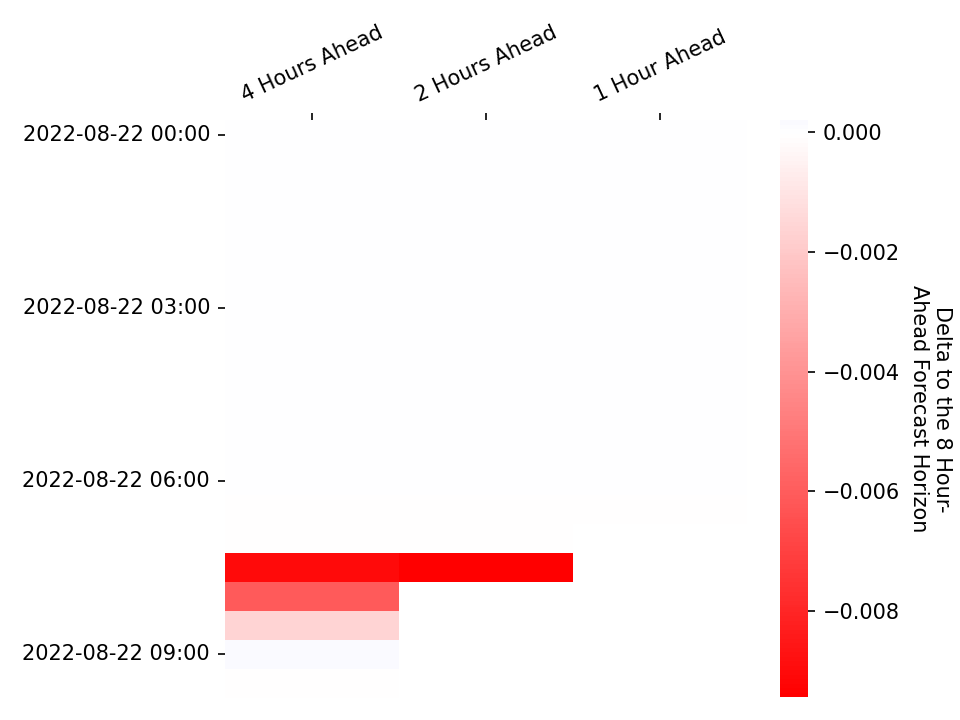 4 Hours Ahead
2 Hours Ahead
1 Hour Ahead
2022-08-22 00:00
2022-08-22 03:00
2022-08-22 06:00
2022-08-22 09:00
0.000
−0.002
−0.004
−0.006
−0.008
Delta to the 8 Hour-
Ahead Forecast Horizon